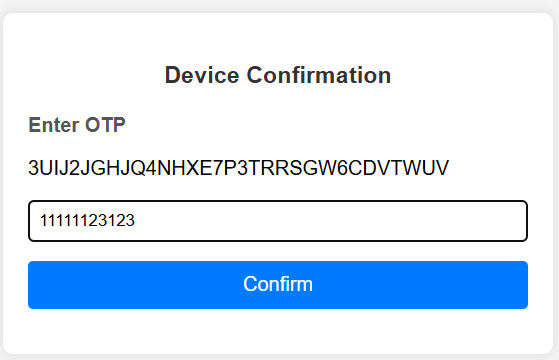 Device Confirmation
Enter OTP
3UIJ2JGHJQ4NHXE7P3TRRSGW6CDVTWUV
11111123123
Confirm